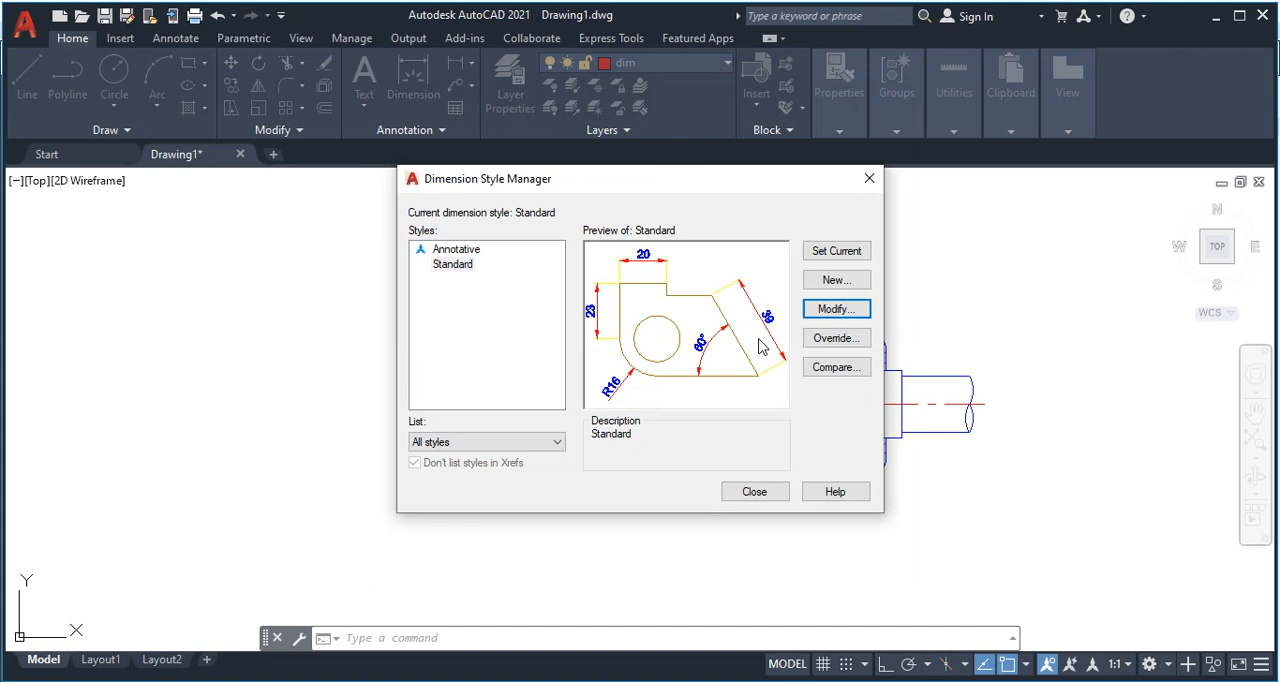 Autodesk AutoCAD 2021 Drawing1.dwg
Type a keyword or phrase
Sign In
Home Insert Annotate Parametric View Manage Output Add-ins Collaborate Express Tools Featured Apps
dim
Line Polyline Circle Arc
Text Dimension
Layer
Properties
Insert
Properties Groups Utilities Clipboard View
Draw Modify Annotation Layers Block
Start Drawing1*
[−][Top][2D Wireframe]
Dimension Style Manager
Current dimension style: Standard
Styles:
Annotative
Standard
Preview of: Standard
20
23
60°
R16
Set Current
New...
Modify...
Override...
Compare...
List:
All styles
Don't list styles in Xrefs
Description
Standard
Close Help
N
W TOP E
S
WCS
Y
X
Type a command
Model Layout1 Layout2
MODEL
1:1